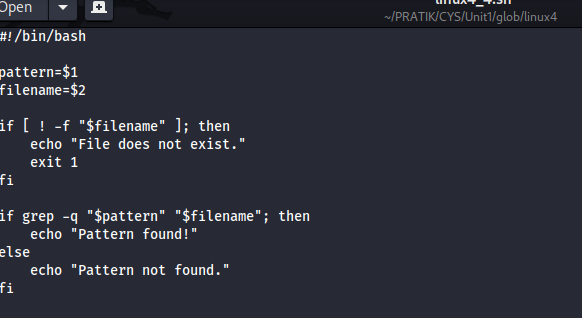 Open
linux4_4.sh
~/PRATIK/CYS/Unit1/glob/linux4
#!/bin/bash
pattern=$1
filename=$2
if [ ! -f "$filename" ]; then
echo "File does not exist."
exit 1
fi
if grep -q "$pattern" "$filename"; then
echo "Pattern found!"
else
echo "Pattern not found."
fi